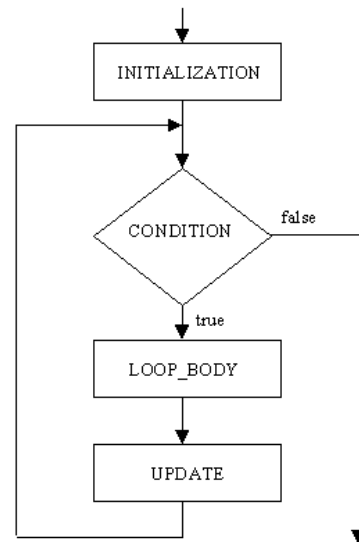 INITIALIZATION
CONDITION
false
true
LOOP_BODY
UPDATE